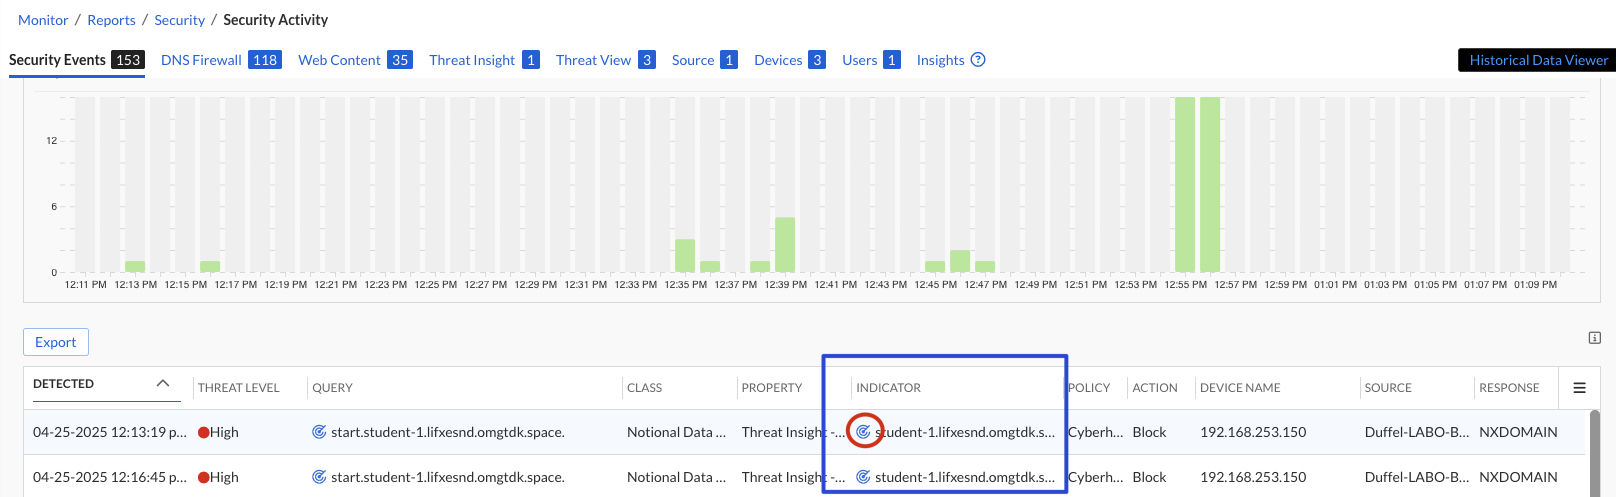 Monitor / Reports / Security / Security Activity
Security Events 153 DNS Firewall 118 Web Content 35 Threat Insight 1 Threat View 3 Source 1 Devices 3 Users 1 Insights ? Historical Data Viewer
12
6
0
12:11 PM 12:13 PM 12:15 PM 12:17 PM 12:19 PM 12:21 PM 12:23 PM 12:25 PM 12:27 PM 12:29 PM 12:31 PM 12:33 PM 12:35 PM 12:37 PM 12:39 PM 12:41 PM 12:43 PM 12:45 PM 12:47 PM 12:49 PM 12:51 PM 12:53 PM 12:55 PM 12:57 PM 12:59 PM 01:01 PM 01:03 PM 01:05 PM 01:07 PM 01:09 PM
Export
DETECTED THREAT LEVEL QUERY CLASS PROPERTY INDICATOR POLICY ACTION DEVICE NAME SOURCE RESPONSE
04-25-2025 12:13:19 p... High start.student-1.lifxesnd.omgtdk.space. Notional Data ... Threat Insight -... student-1.lifxesnd.omgtdk.s... Cyberh... Block 192.168.253.150 Duffel-LABO-B... NXDOMAIN
04-25-2025 12:16:45 p... High start.student-1.lifxesnd.omgtdk.space. Notional Data ... Threat Insight -... student-1.lifxesnd.omgtdk.s... Cyberh... Block 192.168.253.150 Duffel-LABO-B... NXDOMAIN